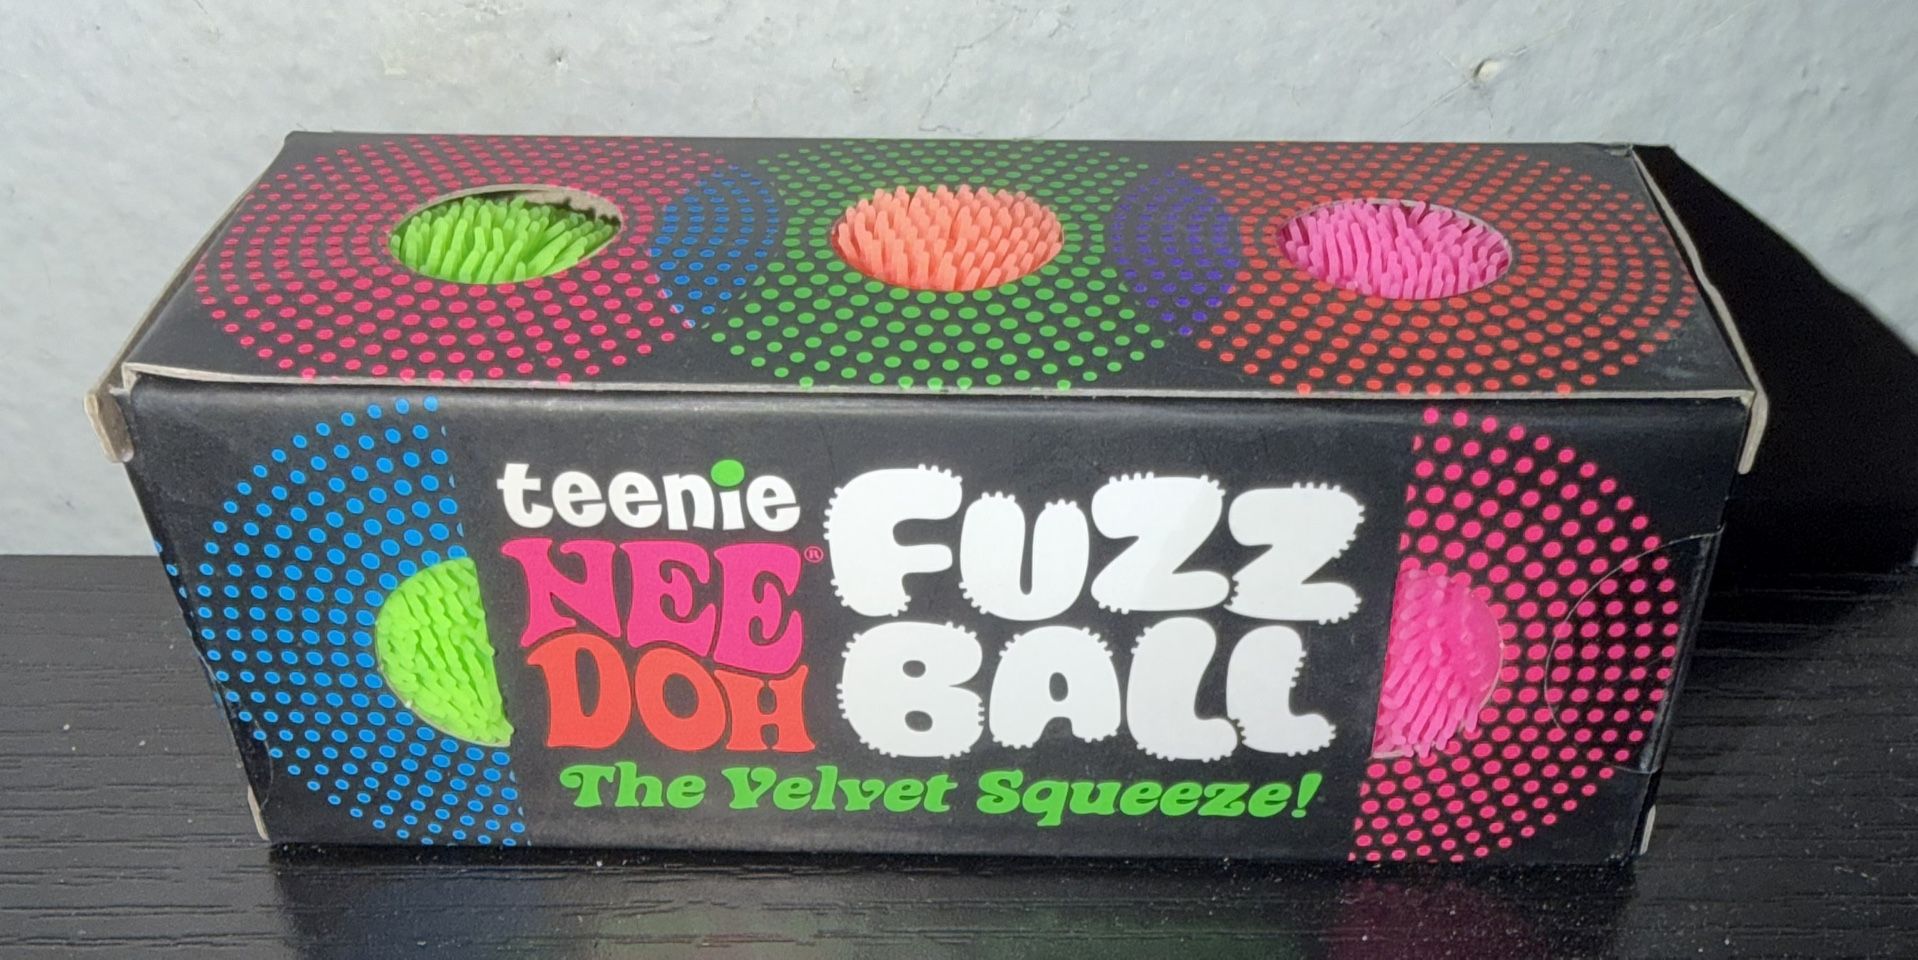 teenie
NEE®
DOH
FUZZ
BALL
The Velvet Squeeze!